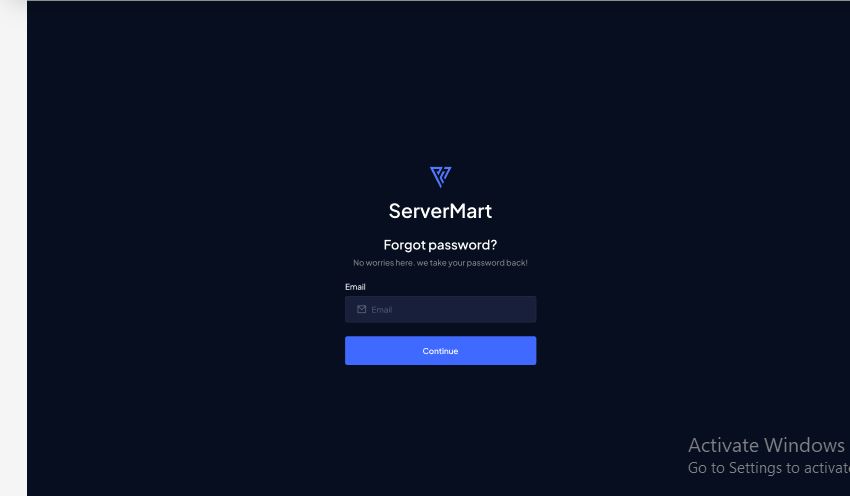 ServerMart
Forgot password?
No worries here. we take your password back!
Email
Email
Continue
Activate Windows
Go to Settings to activate